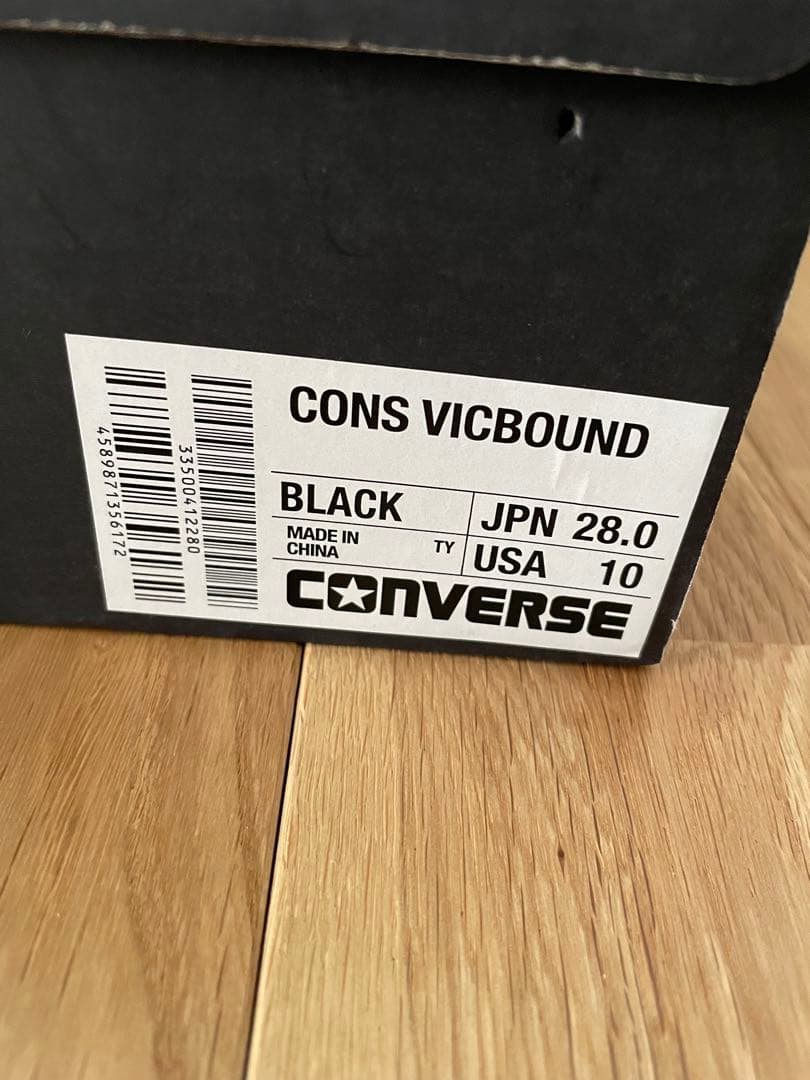 4589871356172
33500412280
CONS VICBOUND
BLACK
JPN 28.0
MADE IN
CHINA
TY
USA 10
CONVERSE